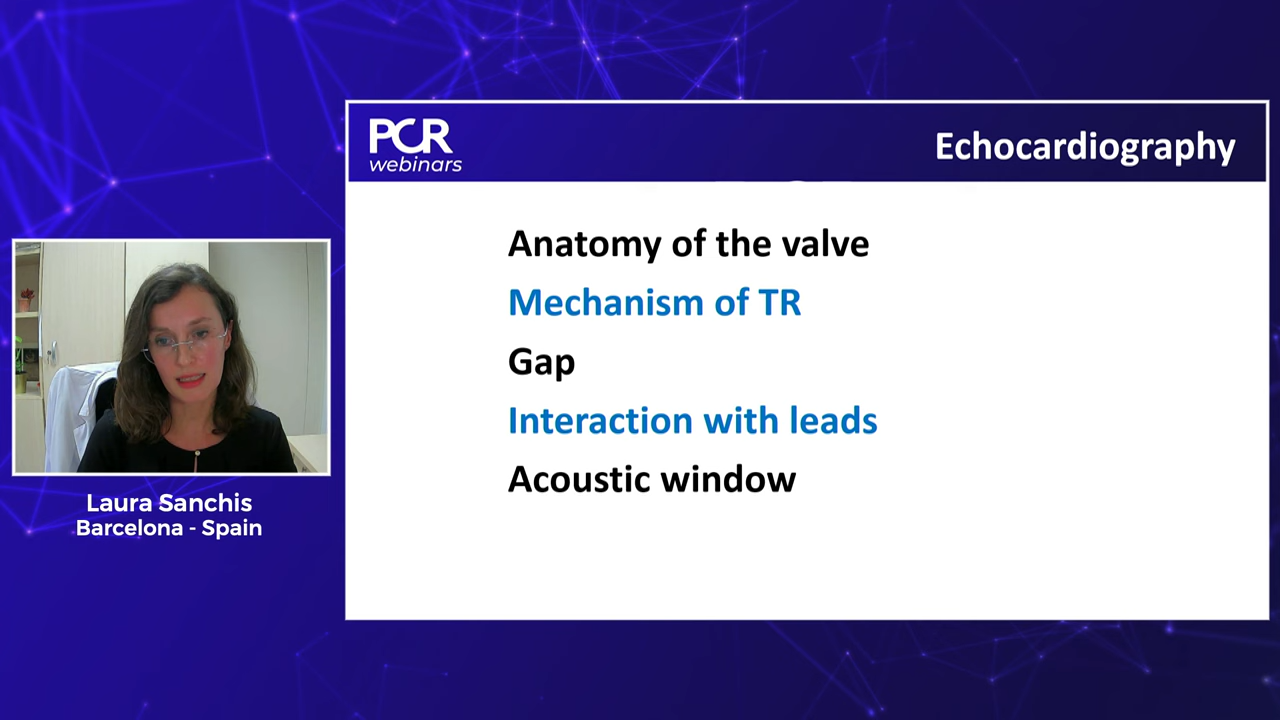 PCR
webinars
Echocardiography
Anatomy of the valve
Mechanism of TR
Gap
Interaction with leads
Acoustic window
Laura Sanchis
Barcelona - Spain